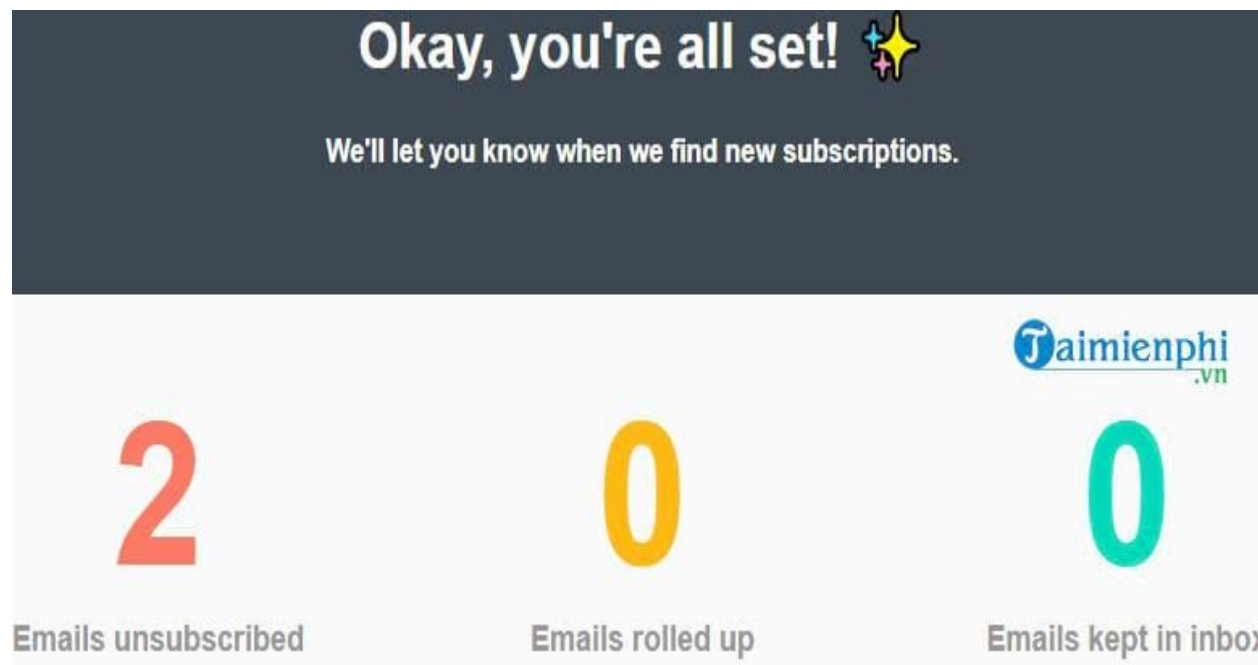 Okay, you're all set!
We'll let you know when we find new subscriptions.
Taimienphi
.vn
2
0
0
Emails unsubscribed
Emails rolled up
Emails kept in inbox